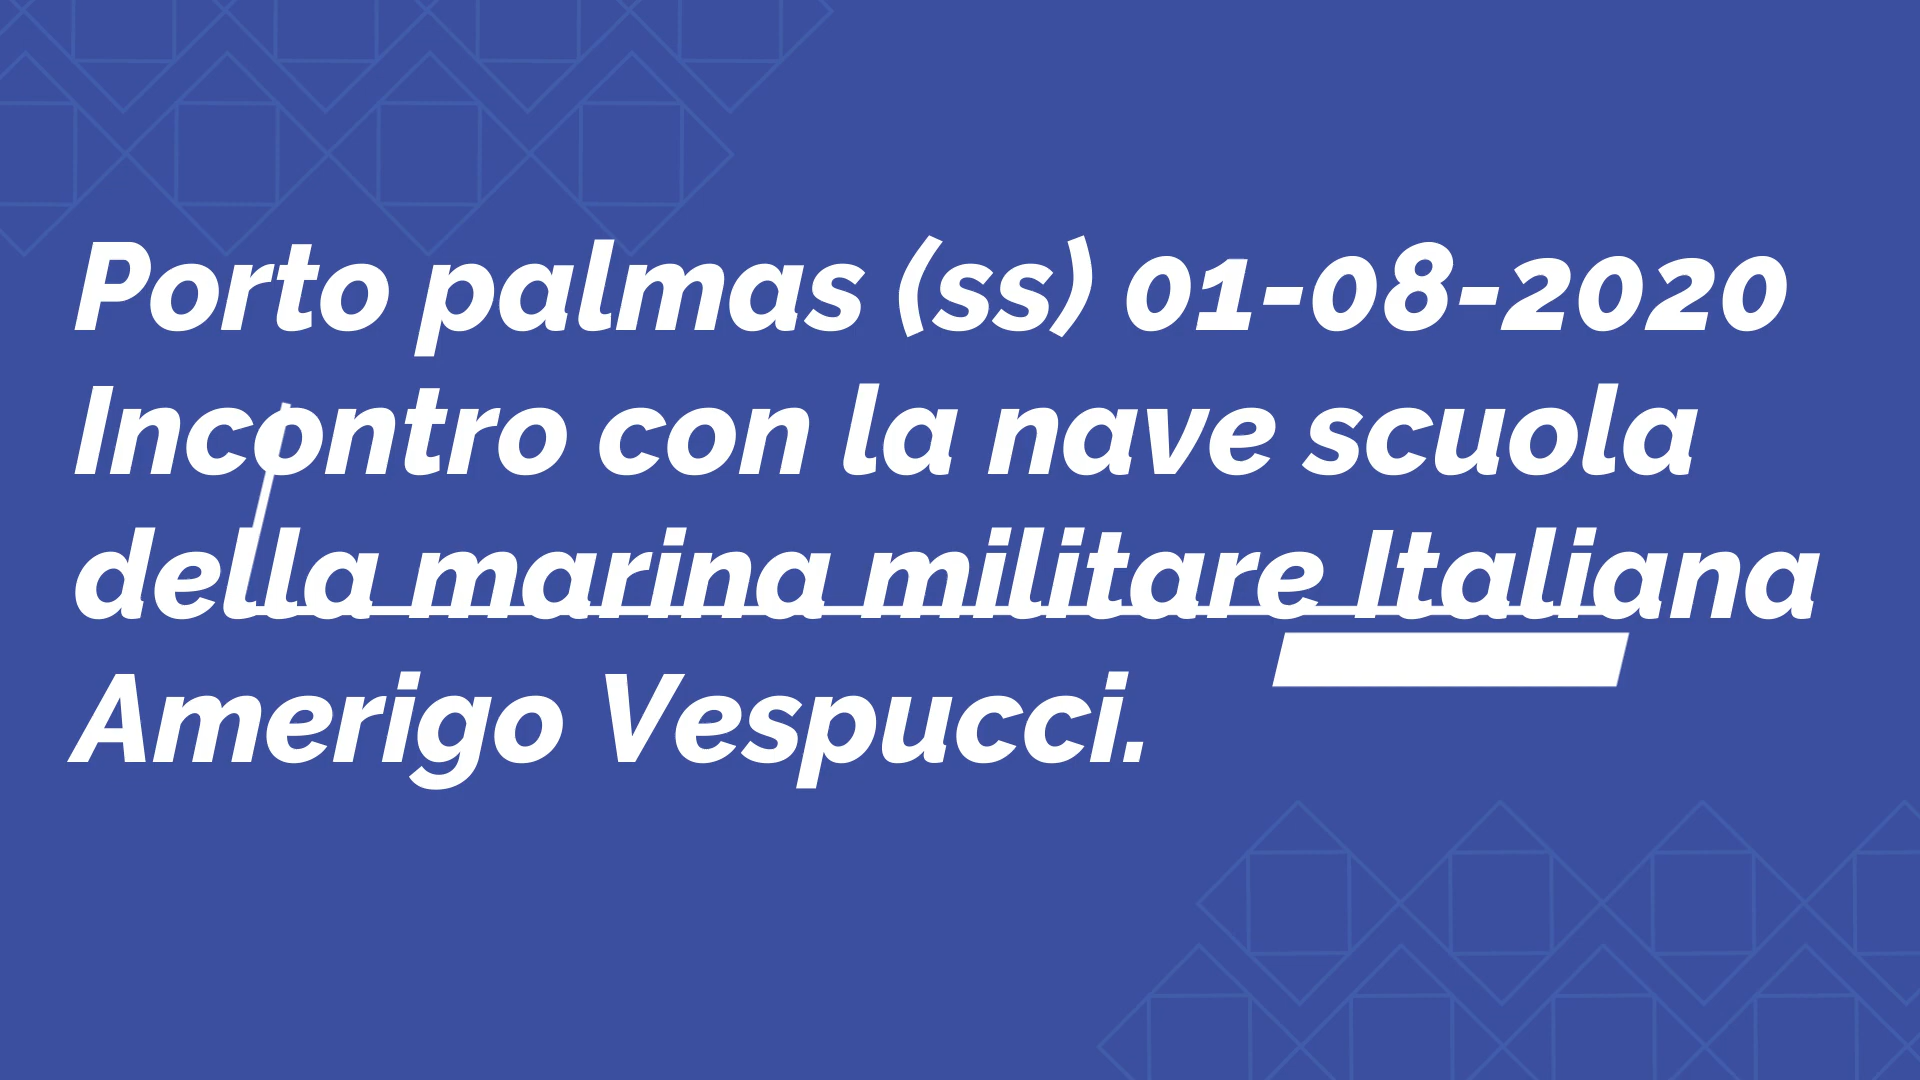 Porto palmas (ss) 01-08-2020
Incontro con la nave scuola
della marina militare Italiana
Amerigo Vespucci.